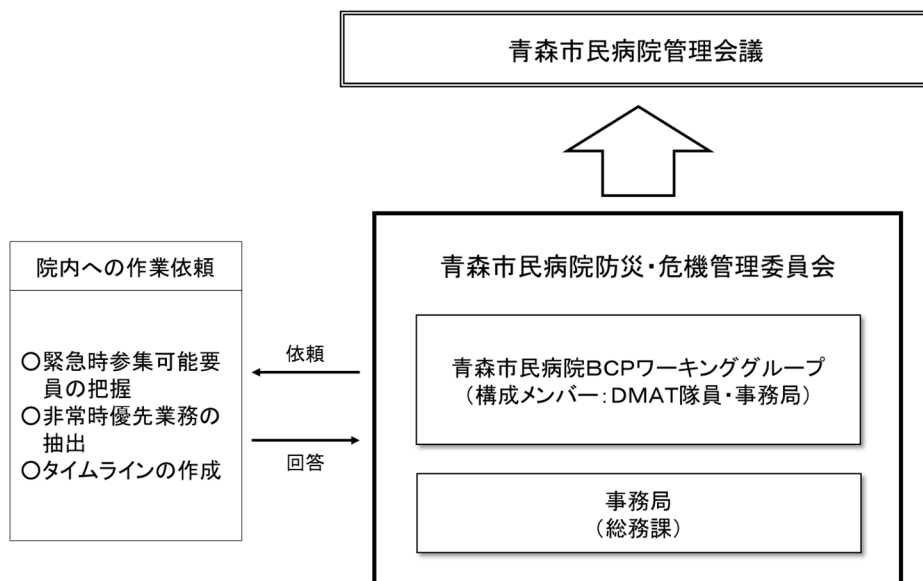 青森市民病院管理会議
院内への作業依頼
○緊急時参集可能要
員の把握
○非常時優先業務の
抽出
○タイムラインの作成
依頼
回答
青森市民病院防災・危機管理委員会
青森市民病院BCPワーキンググループ
（構成メンバー：DMAT隊員・事務局）
事務局
（総務課）